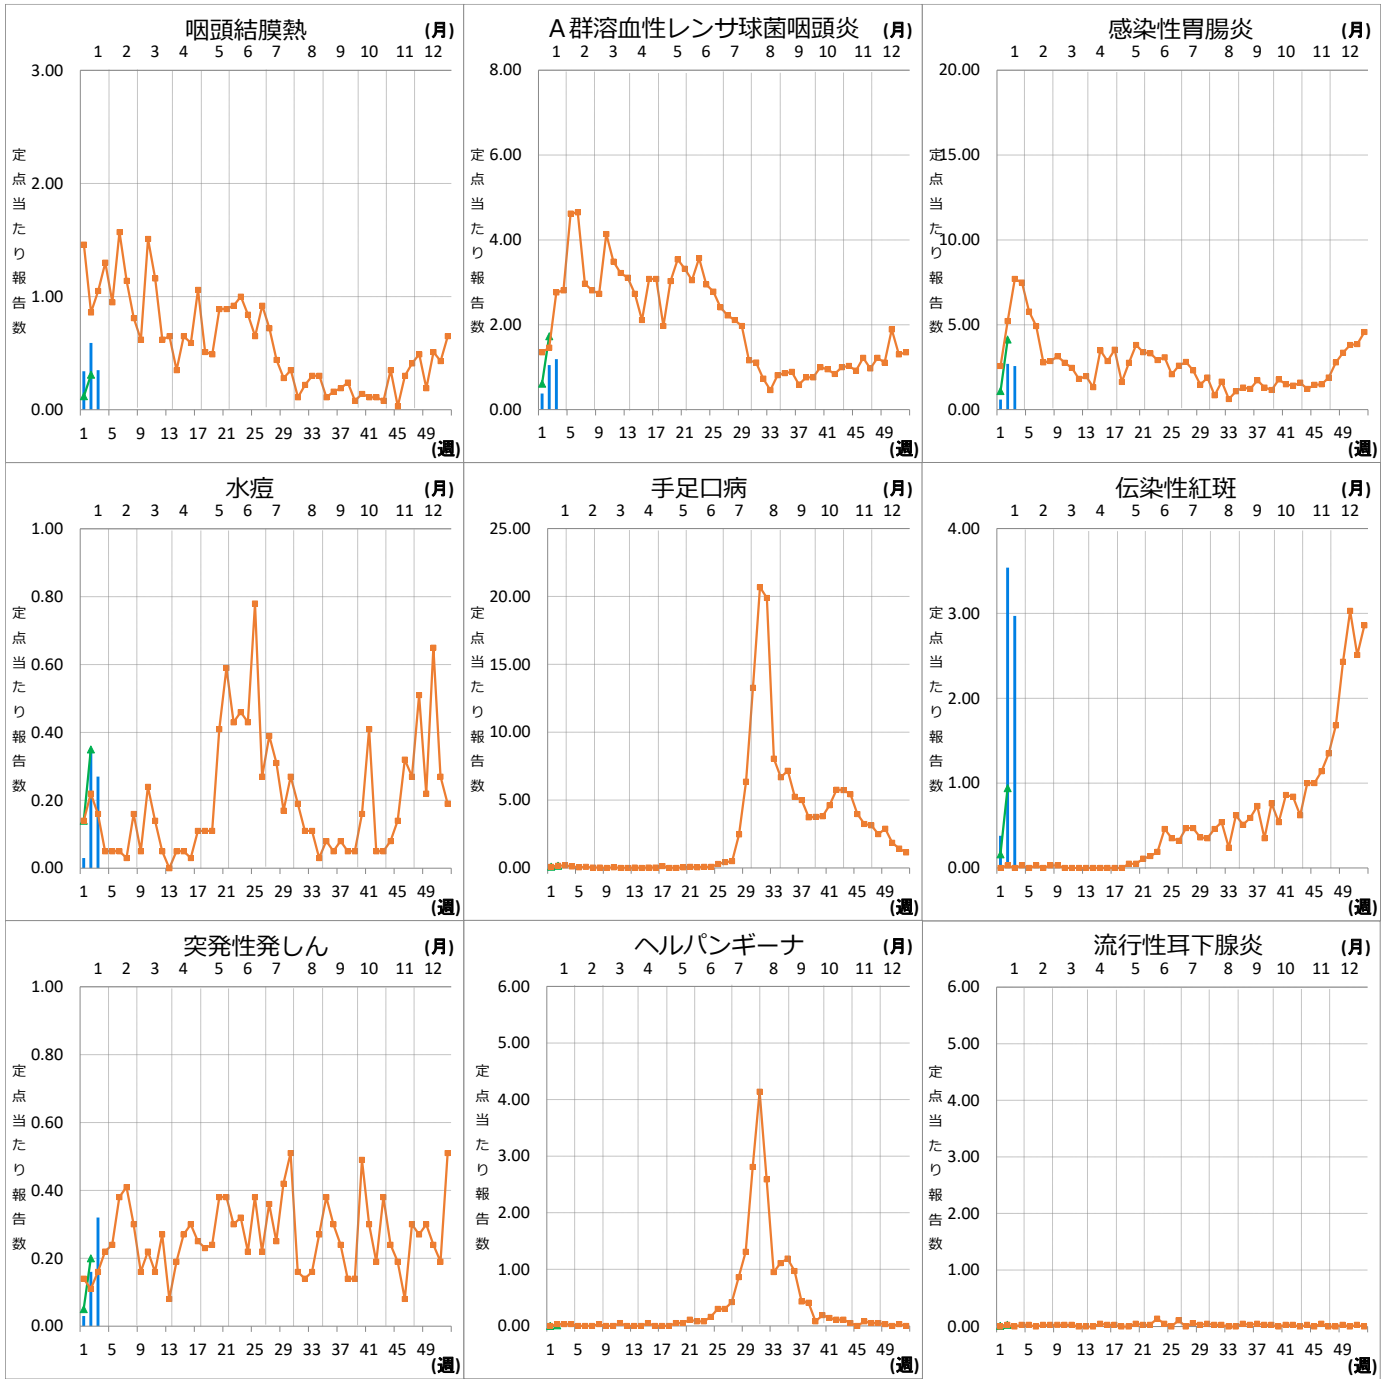 咽頭結膜熱 (月)
1 2 3 4 5 6 7 8 9 10 11 12
3.00
2.00
1.00
0.00
定点当たり報告数
1 5 9 13 17 21 25 29 33 37 41 45 49
(週)
A群溶血性レンサ球菌咽頭炎 (月)
1 2 3 4 5 6 7 8 9 10 11 12
8.00
6.00
4.00
2.00
0.00
定点当たり報告数
1 5 9 13 17 21 25 29 33 37 41 45 49
(週)
感染性胃腸炎 (月)
1 2 3 4 5 6 7 8 9 10 11 12
20.00
15.00
10.00
5.00
0.00
定点当たり報告数
1 5 9 13 17 21 25 29 33 37 41 45 49
(週)
水痘 (月)
1 2 3 4 5 6 7 8 9 10 11 12
1.00
0.80
0.60
0.40
0.20
0.00
定点当たり報告数
1 5 9 13 17 21 25 29 33 37 41 45 49
(週)
手足口病 (月)
1 2 3 4 5 6 7 8 9 10 11 12
25.00
20.00
15.00
10.00
5.00
0.00
定点当たり報告数
1 5 9 13 17 21 25 29 33 37 41 45 49
(週)
伝染性紅斑 (月)
1 2 3 4 5 6 7 8 9 10 11 12
4.00
3.00
2.00
1.00
0.00
定点当たり報告数
1 5 9 13 17 21 25 29 33 37 41 45 49
(週)
突発性発しん (月)
1 2 3 4 5 6 7 8 9 10 11 12
1.00
0.80
0.60
0.40
0.20
0.00
定点当たり報告数
1 5 9 13 17 21 25 29 33 37 41 45 49
(週)
ヘルパンギーナ (月)
1 2 3 4 5 6 7 8 9 10 11 12
6.00
5.00
4.00
3.00
2.00
1.00
0.00
定点当たり報告数
1 5 9 13 17 21 25 29 33 37 41 45 49
(週)
流行性耳下腺炎 (月)
1 2 3 4 5 6 7 8 9 10 11 12
6.00
5.00
4.00
3.00
2.00
1.00
0.00
定点当たり報告数
1 5 9 13 17 21 25 29 33 37 41 45 49
(週)